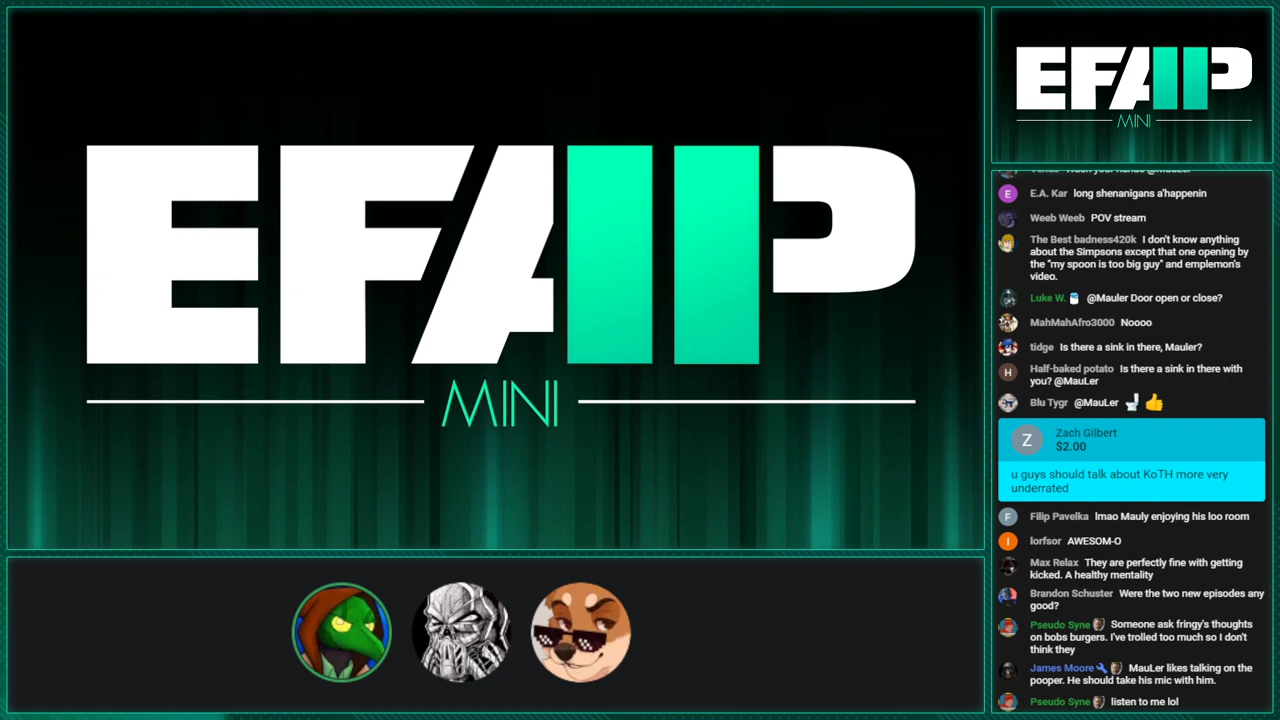 EFAP
MINI
EFAP
MINI
E.A. Kar long shenanigans a'happenin
Weeb Weeb POV stream
The Best badness420k I don't know anything
about the Simpsons except that one opening by
the "my spoon is too big guy" and emplemon's
video.
Luke W. @Mauler Door open or close?
MahMahAfro3000 Noooo
tidge Is there a sink in there, Mauler?
H
Half-baked potato Is there a sink in there with
you? @MauLer
Blu Tygr @MauLer 🚽 👍
Z
Zach Gilbert
$2.00
u guys should talk about KoTH more very
underrated
F
Filip Pavelka lmao Mauly enjoying his loo room
l
lorfsor AWESOM-O
Max Relax They are perfectly fine with getting
kicked. A healthy mentality
Brandon Schuster Were the two new episodes any
good?
Pseudo Syne Someone ask fringy's thoughts
on bobs burgers. I've trolled too much so I don't
think they
James Moore MauLer likes talking on the
pooper. He should take his mic with him.
Pseudo Syne listen to me lol